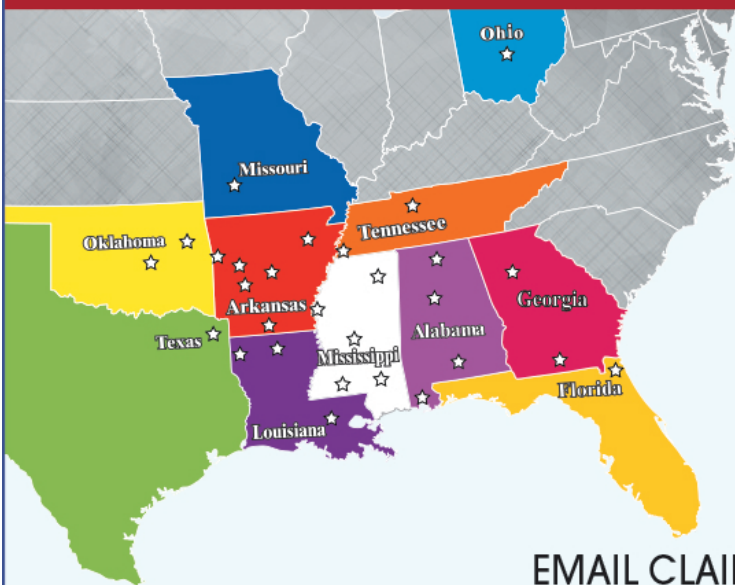 Ohio
Missouri
Oklahoma
Tennessee
Arkansas
Georgia
Texas
Alabama
Mississippi
Florida
Louisiana
EMAIL CLAI